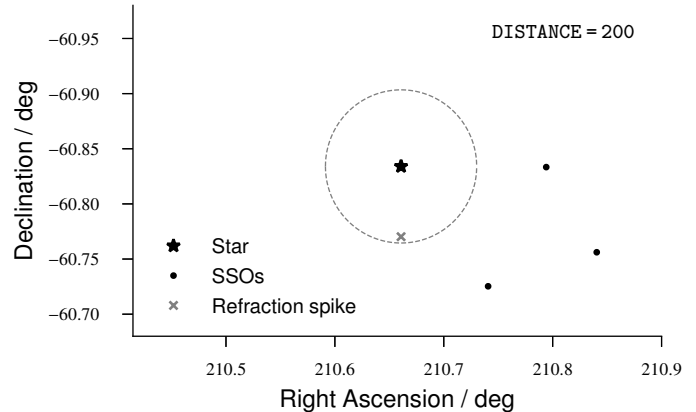 DISTANCE = 200
Declination / deg
−60.95
−60.90
−60.85
−60.80
−60.75
−60.70
Star
SSOs
Refraction spike
210.5 210.6 210.7 210.8 210.9
Right Ascension / deg